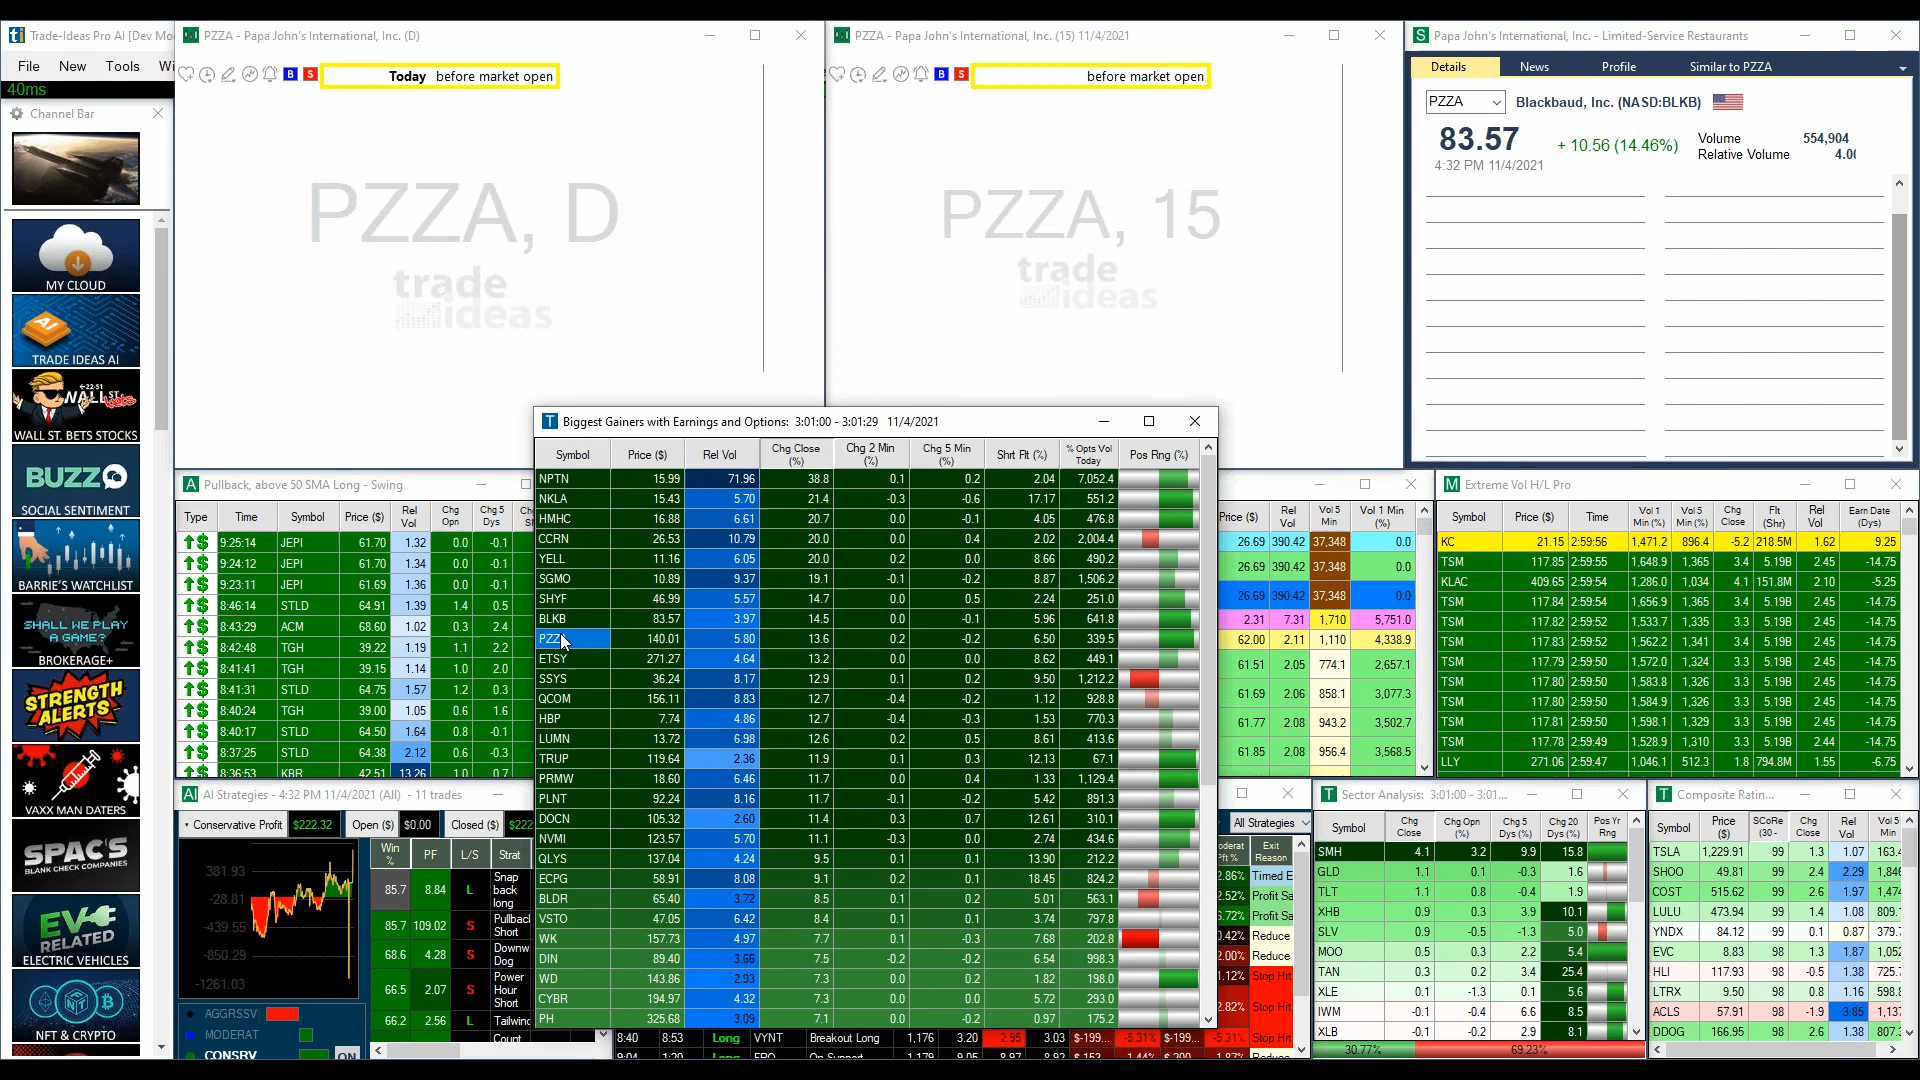 Trade-Ideas Pro AI [Dev Mo
File New Tools Wi
40ms
Channel Bar
MY CLOUD
TRADE IDEAS AI
WALL ST. BETS STOCKS
BUZZ
SOCIAL SENTIMENT
BARRIE'S WATCHLIST
SHALL WE PLAY
A GAME?
BROKERAGE+
STRENGTH
ALERTS
VAXX MAN DATERS
SPAC'S
BLANK CHECK COMPANIES
EV
RELATED
ELECTRIC VEHICLES
NFT & CRYPTO
PZZA - Papa John's International, Inc. (D)
B S Today before market open
PZZA, D
trade
ideas
PZZA - Papa John's International, Inc. (15) 11/4/2021
B S before market open
PZZA, 15
trade
ideas
Papa John's International, Inc. - Limited-Service Restaurants
Details News Profile Similar to PZZA
PZZA Blackbaud, Inc. (NASD:BLKB)
83.57 + 10.56 (14.46%) Volume 554,904
4:32 PM 11/4/2021 Relative Volume 4.00
Pullback, above 50 SMA Long - Swing
Type Time Symbol Price ($) Rel Vol Chg Opn Chg 5 Dys
9:25:14 JEPI 61.70 1.32 0.0 -0.1
9:24:12 JEPI 61.70 1.34 0.0 -0.1
9:23:11 JEPI 61.69 1.36 0.0 -0.1
8:46:14 STLD 64.91 1.39 1.4 0.5
8:43:29 ACM 68.60 1.02 0.3 2.4
8:42:48 TGH 39.22 1.19 1.1 2.2
8:41:41 TGH 39.15 1.14 1.0 2.0
8:41:31 STLD 64.75 1.57 1.2 0.3
8:40:24 TGH 39.00 1.05 0.6 1.6
8:40:17 STLD 64.50 1.64 0.8 -0.1
8:37:25 STLD 64.38 2.12 0.6 -0.3
8:36:53 KBR 42.51 13.26 1.0 0.7
Biggest Gainers with Earnings and Options: 3:01:00 - 3:01:29 11/4/2021
Symbol Price ($) Rel Vol Chg Close (%) Chg 2 Min (%) Chg 5 Min (%) Shrt Flt (%) % Opts Vol Today Pos Rng (%)
NPTN 15.99 71.96 38.8 0.1 0.2 2.04 7,052.4
NKLA 15.43 5.70 21.4 -0.3 -0.6 17.17 551.2
HMHC 16.88 6.61 20.7 0.0 -0.1 4.05 476.8
CCRN 26.53 10.79 20.0 0.0 0.4 2.02 2,004.4
YELL 11.16 6.05 20.0 0.2 0.0 8.66 490.2
SGMO 10.89 9.37 19.1 -0.1 -0.2 8.87 1,506.2
SHYF 46.99 5.57 14.7 0.0 0.5 2.24 251.0
BLKB 83.57 3.97 14.5 0.0 -0.1 5.96 641.8
PZZA 140.01 5.80 13.6 0.2 -0.2 6.50 339.5
ETSY 271.27 4.64 13.2 0.0 0.0 8.62 449.1
SSYS 36.24 8.17 12.9 0.1 0.2 9.50 1,212.2
QCOM 156.11 8.83 12.7 -0.4 -0.2 1.12 928.8
HBP 7.74 4.86 12.7 -0.4 -0.3 1.53 770.3
LUMN 13.72 6.98 12.6 0.2 0.5 8.61 413.6
TRUP 119.64 2.36 11.9 0.1 0.3 12.13 67.1
PRMW 18.60 6.46 11.7 0.0 0.4 1.33 1,129.4
PLNT 92.24 8.16 11.7 -0.1 -0.2 5.42 891.3
DOCN 105.32 2.60 11.4 0.3 0.7 12.61 310.1
NVMI 123.57 5.70 11.1 -0.3 0.0 2.74 434.6
QLYS 137.04 4.24 9.5 0.1 0.1 13.90 212.2
ECPG 58.91 8.08 9.1 0.2 0.1 18.45 824.2
BLDR 65.40 3.72 8.5 0.1 0.2 5.01 563.1
VSTO 47.05 6.42 8.4 0.1 0.1 3.74 797.8
WK 157.73 4.97 7.7 0.1 -0.3 7.68 202.8
DIN 89.40 3.66 7.5 -0.2 -0.2 6.54 998.3
WD 143.86 2.93 7.3 0.0 0.2 1.82 198.0
CYBR 194.97 4.32 7.3 0.0 0.0 5.72 293.0
PH 325.68 3.09 7.1 0.0 0.1 0.97 175.2
Price ($) Rel Vol Vol 5 Min Vol 1 Min (%)
26.69 390.42 37,348 0.0
26.69 390.42 37,348 0.0
26.69 390.42 37,348 0.0
2.31 7.31 1,710 5,751.0
62.00 2.11 1,110 4,338.9
61.51 2.05 774.1 2,657.1
61.69 2.06 858.1 3,077.3
61.77 2.08 943.2 3,502.7
61.85 2.08 956.4 3,568.5
Extreme Vol H/L Pro
Symbol Price ($) Time Vol 1 Min (%) Vol 5 Min (%) Chg Close Flt (Shr) Rel Vol Earn Date (Dys)
KC 21.15 2:59:56 1,471.2 896.4 -5.2 218.5M 1.62 9.25
TSM 117.85 2:59:55 1,648.9 1,365 3.4 5.19B 2.45 -14.75
KLAC 409.65 2:59:54 1,286.0 1,034 4.1 151.8M 2.10 -5.25
TSM 117.84 2:59:54 1,656.9 1,365 3.4 5.19B 2.45 -14.75
TSM 117.82 2:59:52 1,533.7 1,335 3.3 5.19B 2.45 -14.75
TSM 117.83 2:59:52 1,562.2 1,341 3.4 5.19B 2.45 -14.75
TSM 117.79 2:59:50 1,572.0 1,324 3.3 5.19B 2.45 -14.75
TSM 117.80 2:59:50 1,583.8 1,326 3.3 5.19B 2.45 -14.75
TSM 117.80 2:59:50 1,584.9 1,326 3.3 5.19B 2.45 -14.75
TSM 117.81 2:59:50 1,598.1 1,329 3.3 5.19B 2.45 -14.75
TSM 117.78 2:59:49 1,528.9 1,310 3.3 5.19B 2.44 -14.75
LLY 271.06 2:59:47 1,046.1 512.3 1.8 794.8M 1.55 -6.75
AI Strategies - 4:32 PM 11/4/2021 (All) - 11 trades
Conservative Profit $222.32 Open ($) $0.00 Closed ($) $222
381.93
-28.81
-439.55
-850.29
-1261.03
AGGRSSV
MODERAT
CONSRV ON
Win % PF L/S Strat
85.7 8.84 L Snap back long
85.7 109.02 S Pullback Short
68.6 4.28 S Downw Dog
66.5 2.07 S Power Hour Short
66.2 2.56 L Tailwind
Count
8:40 8:53 Long VYNT Breakout Long 1,176 3.20 2.95 3.03 $-199... -5.31% $-199... -5.31% Stop Hit
All Strategies
Exit Reason
2.86% Timed E
2.52% Profit Sa
6.72% Profit Sa
0.42% Reduce
2.00% Reduce
1.12% Stop Hit
2.82% Stop Hit
Sector Analysis: 3:01:00 - 3:01...
Symbol Chg Close Chg Opn (%) Chg 5 Dys (%) Chg 20 Dys (%) Pos Yr Rng
SMH 4.1 3.2 9.9 15.8
GLD 1.1 0.1 -0.3 1.6
TLT 1.1 0.8 -0.4 1.9
XHB 0.9 0.3 3.9 10.1
SLV 0.9 -0.5 -1.3 5.0
MOO 0.5 0.3 2.2 5.4
TAN 0.3 0.2 3.4 25.4
XLE 0.1 -1.3 0.1 5.6
IWM -0.1 -0.4 6.6 8.5
XLB -0.1 -0.2 2.9 8.1
30.77% 69.23%
Composite Ratin...
Symbol Price ($) SCoRe (30 - Chg Close Rel Vol Vol 5 Min
TSLA 1,229.91 99 1.3 1.07 163.4
SHOO 49.81 99 2.4 2.29 1,846
COST 515.62 99 2.6 1.97 1,474
LULU 473.94 99 1.4 1.08 809.
YNDX 84.12 99 0.1 0.87 379.7
EVC 8.83 98 1.3 1.87 1,052
HLI 117.93 98 -0.5 1.38 725.7
LTRX 9.50 98 0.8 1.16 598.8
ACLS 57.91 98 -1.9 3.85 1,137
DDOG 166.95 98 2.6 1.38 807.